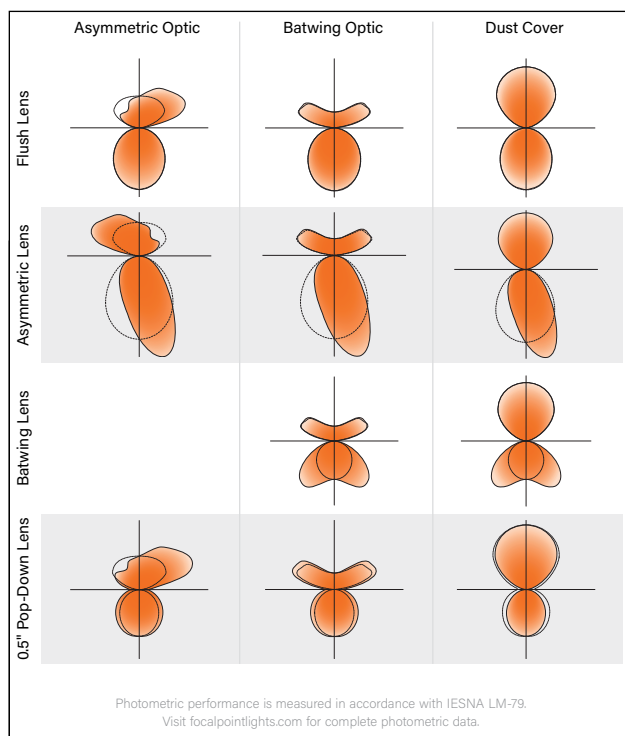 Asymmetric Optic
Batwing Optic
Dust Cover
Flush Lens
Asymmetric Lens
Batwing Lens
0.5" Pop-Down Lens
Photometric performance is measured in accordance with IESNA LM-79.
Visit focalpointlights.com for complete photometric data.